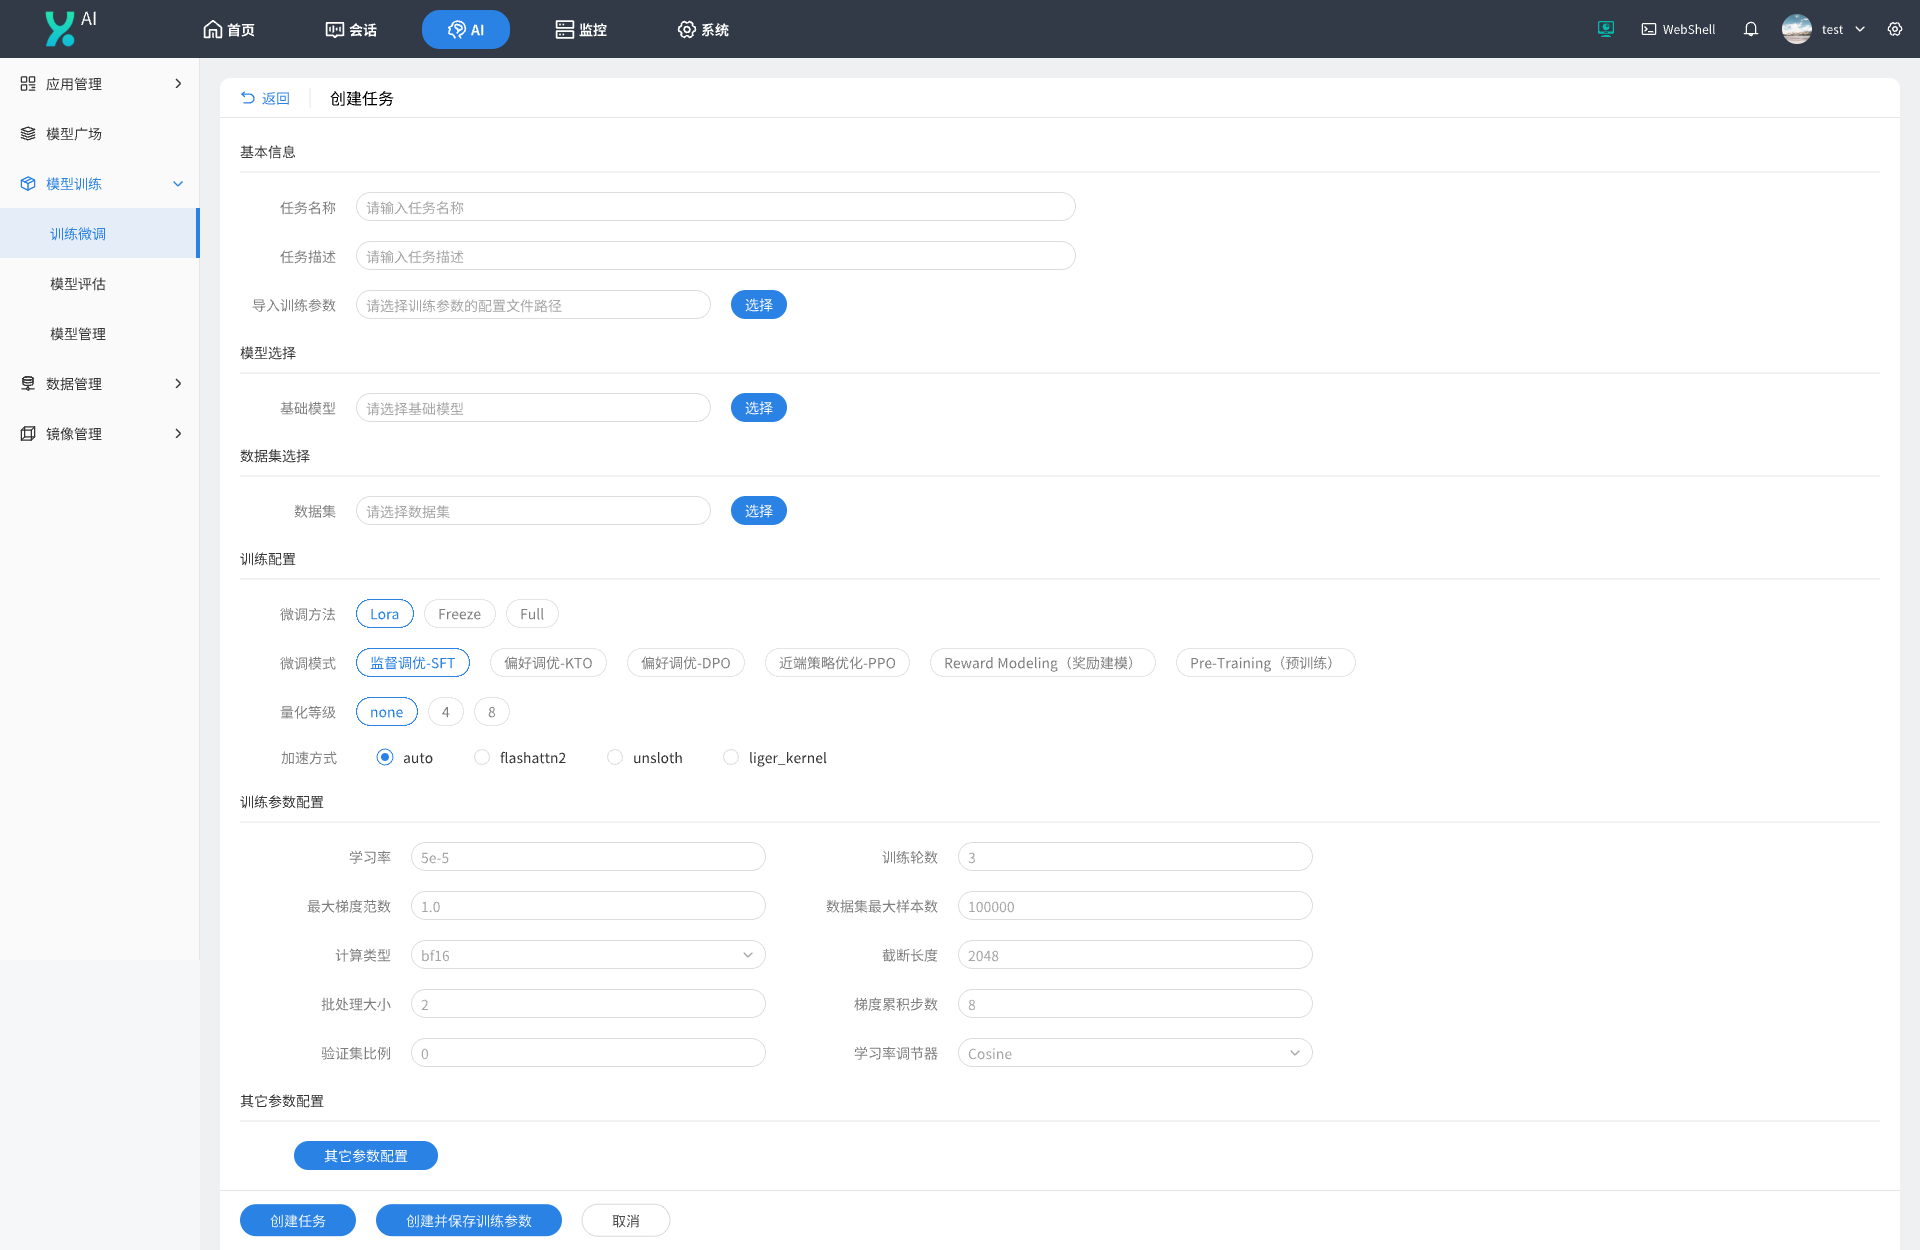 AI
首页
会话
AI
监控
系统
WebShell
test
应用管理
模型广场
模型训练
训练微调
模型评估
模型管理
数据管理
镜像管理
返回
创建任务
基本信息
任务名称 请输入任务名称
任务描述 请输入任务描述
导入训练参数 请选择训练参数的配置文件路径 选择
模型选择
基础模型 请选择基础模型 选择
数据集选择
数据集 请选择数据集 选择
训练配置
微调方法 Lora Freeze Full
微调模式 监督调优-SFT 偏好调优-KTO 偏好调优-DPO 近端策略优化-PPO Reward Modeling（奖励建模） Pre-Training（预训练）
量化等级 none 4 8
加速方式 auto flashattn2 unsloth liger_kernel
训练参数配置
学习率 5e-5 训练轮数 3
最大梯度范数 1.0 数据集最大样本数 100000
计算类型 bf16 截断长度 2048
批处理大小 2 梯度累积步数 8
验证集比例 0 学习率调节器 Cosine
其它参数配置
其它参数配置
创建任务 创建并保存训练参数 取消